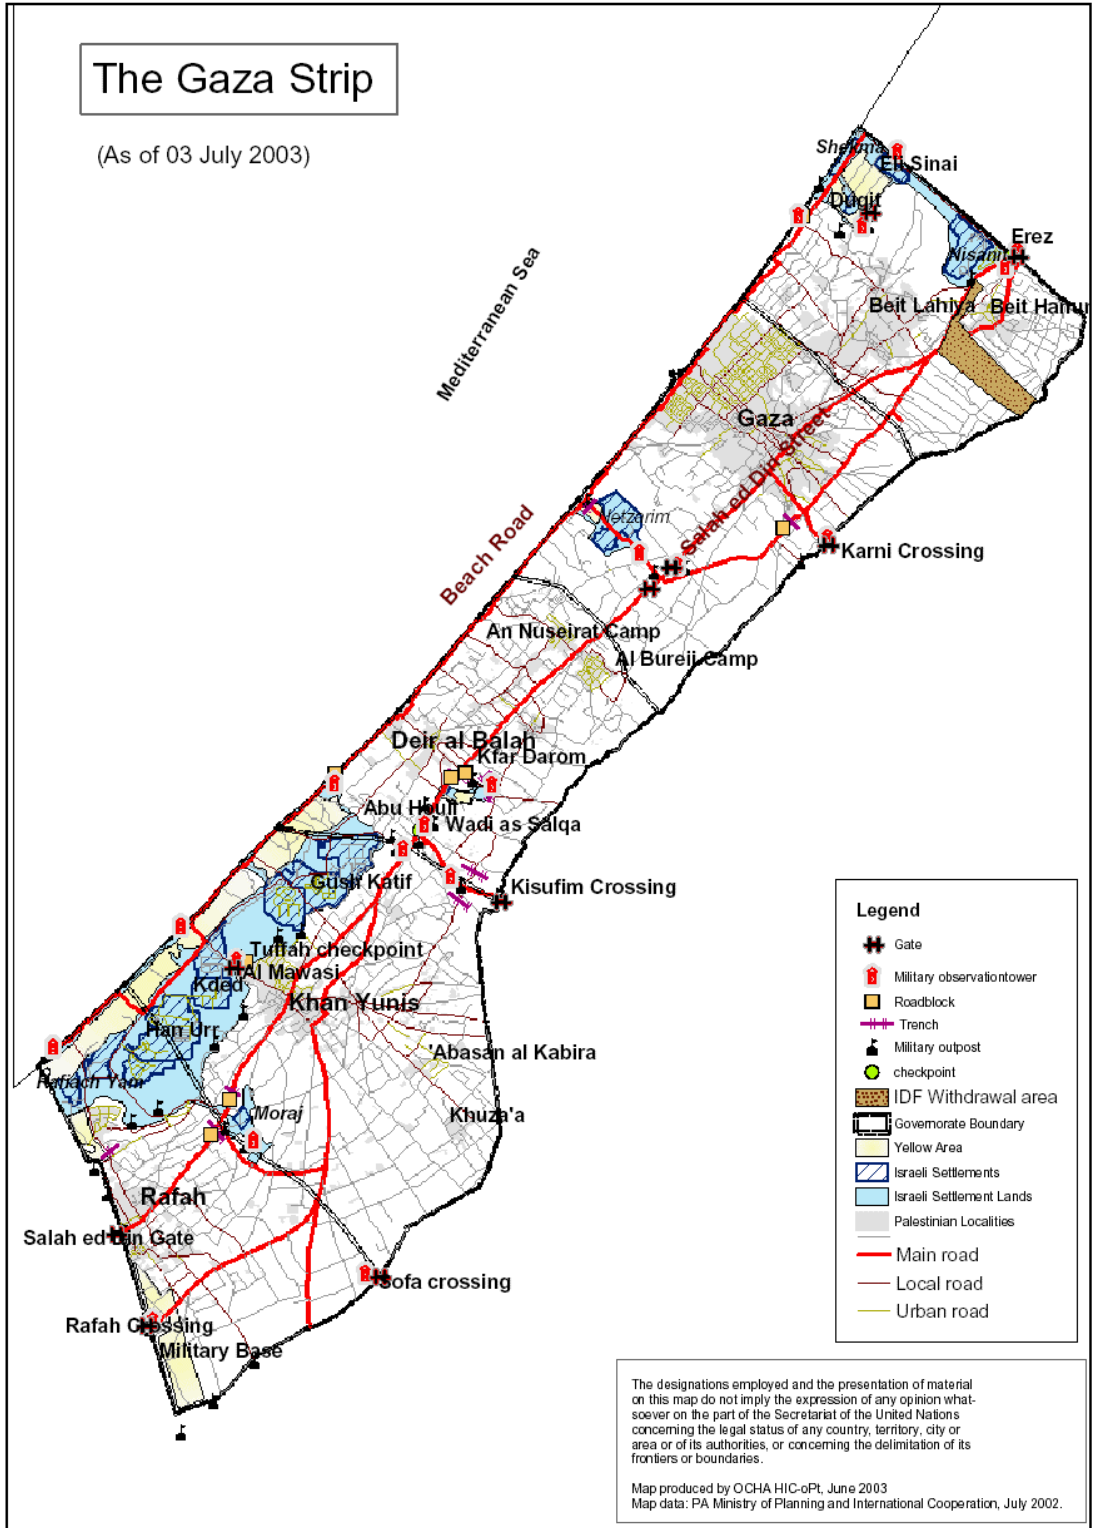 The Gaza Strip
(As of 03 July 2003)
Shekma
Eli Sinai
Dugit
Erez
Nisanit
Beit Lahiya
Beit Hanun
Mediterranean Sea
Gaza
Salah ed Din Street
Netzarim
Karni Crossing
Beach Road
An Nuseirat Camp
Al Bureij Camp
Deir al Balah
Kfar Darom
Abu Houli
Wadi as Salqa
Gush Katif
Kisufim Crossing
Tuffah checkpoint
Al Mawasi
Kded
Khan Yunis
Han Urr
'Abasan al Kabira
Rafiach Yam
Moraj
Khuza'a
Rafah
Salah ed Din Gate
Sofa crossing
Rafah Crossing
Military Base
Legend
Gate
Military observationtower
Roadblock
Trench
Military outpost
checkpoint
IDF Withdrawal area
Governorate Boundary
Yellow Area
Israeli Settlements
Israeli Settlement Lands
Palestinian Localities
Main road
Local road
Urban road
The designations employed and the presentation of material
on this map do not imply the expression of any opinion what-
soever on the part of the Secretariat of the United Nations
concerning the legal status of any country, territory, city or
area or of its authorities, or concerning the delimitation of its
frontiers or boundaries.
Map produced by OCHA HIC-oPt, June 2003
Map data: PA Ministry of Planning and International Cooperation, July 2002.